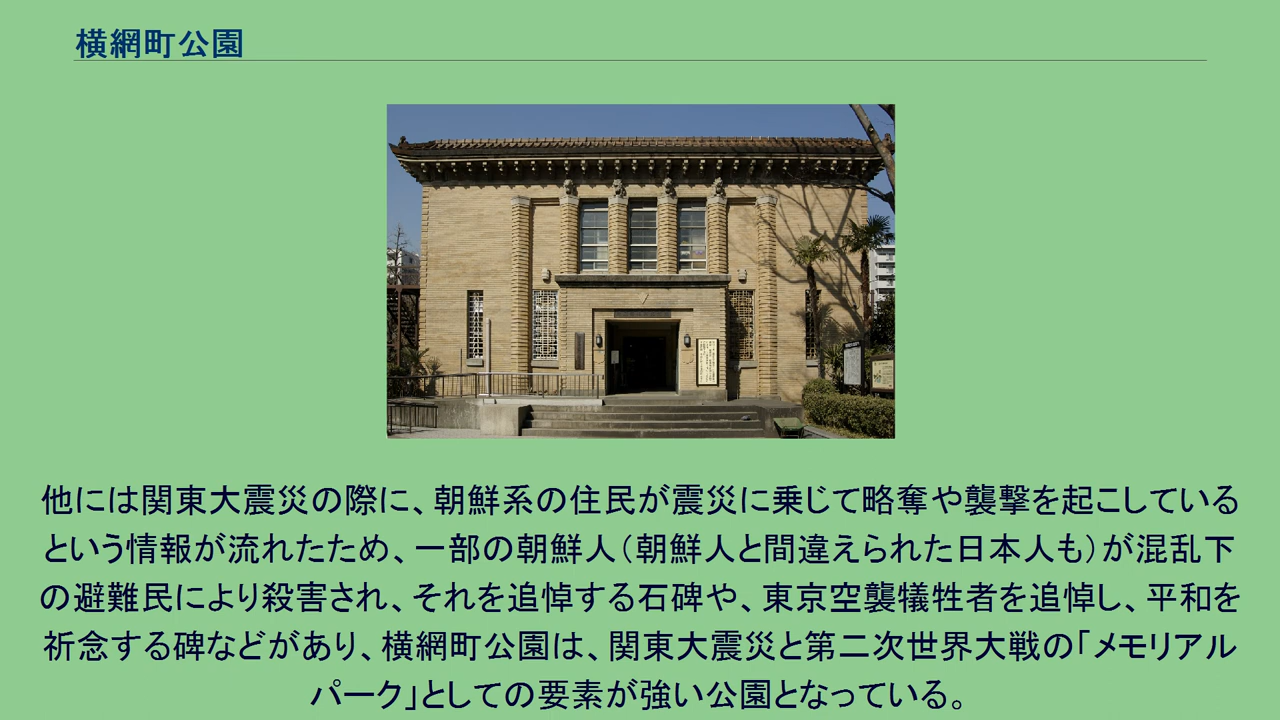 横網町公園
他には関東大震災の際に、朝鮮系の住民が震災に乗じて略奪や襲撃を起こしている
という情報が流れたため、一部の朝鮮人（朝鮮人と間違えられた日本人も）が混乱下
の避難民により殺害され、それを追悼する石碑や、東京空襲犠牲者を追悼し、平和を
祈念する碑などがあり、横網町公園は、関東大震災と第二次世界大戦の「メモリアル
パーク」としての要素が強い公園となっている。